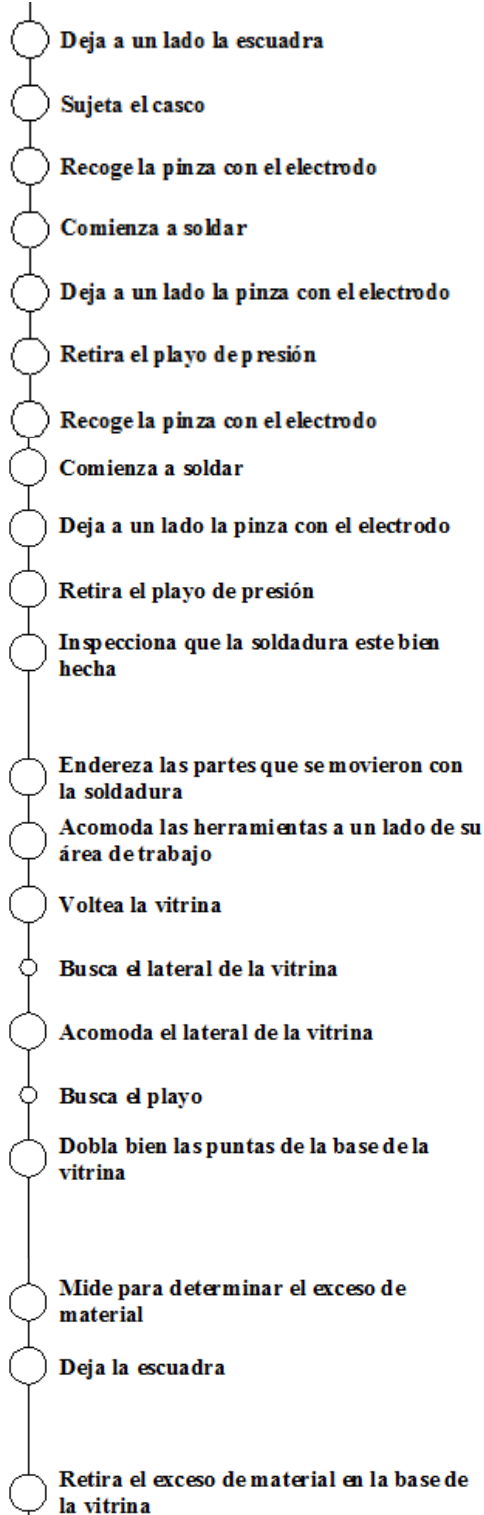 Deja a un lado la escuadra
Sujeta el casco
Recoge la pinza con el electrodo
Comienza a soldar
Deja a un lado la pinza con el electrodo
Retira el playo de presión
Recoge la pinza con el electrodo
Comienza a soldar
Deja a un lado la pinza con el electrodo
Retira el playo de presión
Inspecciona que la soldadura este bien
hecha
Endereza las partes que se movieron con
la soldadura
Acomoda las herramientas a un lado de su
área de trabajo
Voltea la vitrina
Busca el lateral de la vitrina
Acomoda el lateral de la vitrina
Busca el playo
Dobla bien las puntas de la base de la
vitrina
Mide para determinar el exceso de
material
Deja la escuadra
Retira el exceso de material en la base de
la vitrina